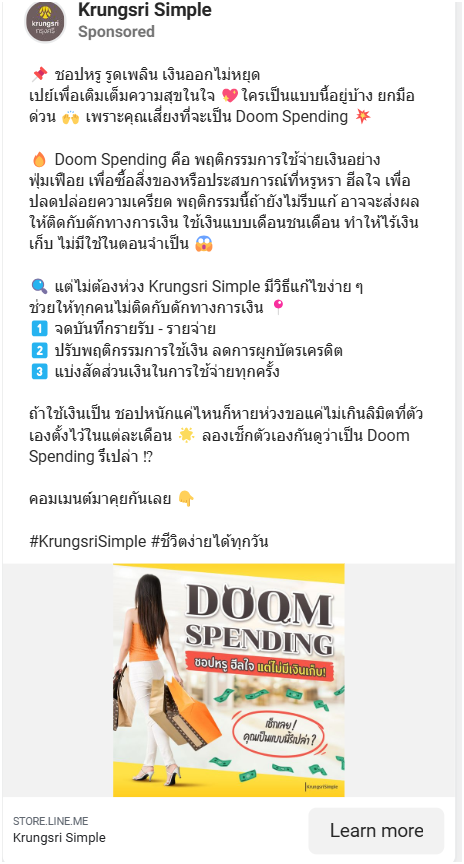 Krungsri Simple
krungsri
กรุงศรี
Sponsored
📌 ช้อปหรู รูดเพลิน เงินออกไม่หยุด
เปย์เพื่อเติมเต็มความสุขในใจ 💖 ใครเป็นแบบนี้อยู่บ้าง ยกมือ
ด่วน 🙌 เพราะคุณเสี่ยงที่จะเป็น Doom Spending 💥
🔥 Doom Spending คือ พฤติกรรมการใช้จ่ายเงินอย่าง
ฟุ่มเฟือย เพื่อซื้อสิ่งของหรือประสบการณ์ที่หรูหรา ฮีลใจ เพื่อ
ปลดปล่อยความเครียด พฤติกรรมนี้ถ้ายังไม่รีบแก้ อาจจะส่งผล
ให้ติดกับดักทางการเงิน ใช้เงินแบบเดือนชนเดือน ทำให้ไร้เงิน
เก็บ ไม่มีใช้ในตอนจำเป็น 😱
🔍 แต่ไม่ต้องห่วง Krungsri Simple มีวิธีแก้ไขง่าย ๆ
ช่วยให้ทุกคนไม่ติดกับดักทางการเงิน 📍
1️⃣ จดบันทึกรายรับ - รายจ่าย
2️⃣ ปรับพฤติกรรมการใช้เงิน ลดการผูกบัตรเครดิต
3️⃣ แบ่งสัดส่วนเงินในการใช้จ่ายทุกครั้ง
ถ้าใช้เงินเป็น ช้อปหนักแค่ไหนก็หายห่วงขอแค่ไม่เกินลิมิตที่ตัว
เองตั้งไว้ในแต่ละเดือน 🌟 ลองเช็กตัวเองกันดูว่าเป็น Doom
Spending รึเปล่า ⁉
คอมเมนต์มาคุยกันเลย 👇
#KrungsriSimple #ชีวิตง่ายได้ทุกวัน
DOOM
SPENDING
ช้อปหรู ฮีลใจ แต่ไม่มีเงินเก็บ!
เช็กเลย!
คุณเป็นแบบนี้รึเปล่า?
KrungsriSimple
STORE.LINE.ME
Krungsri Simple
Learn more